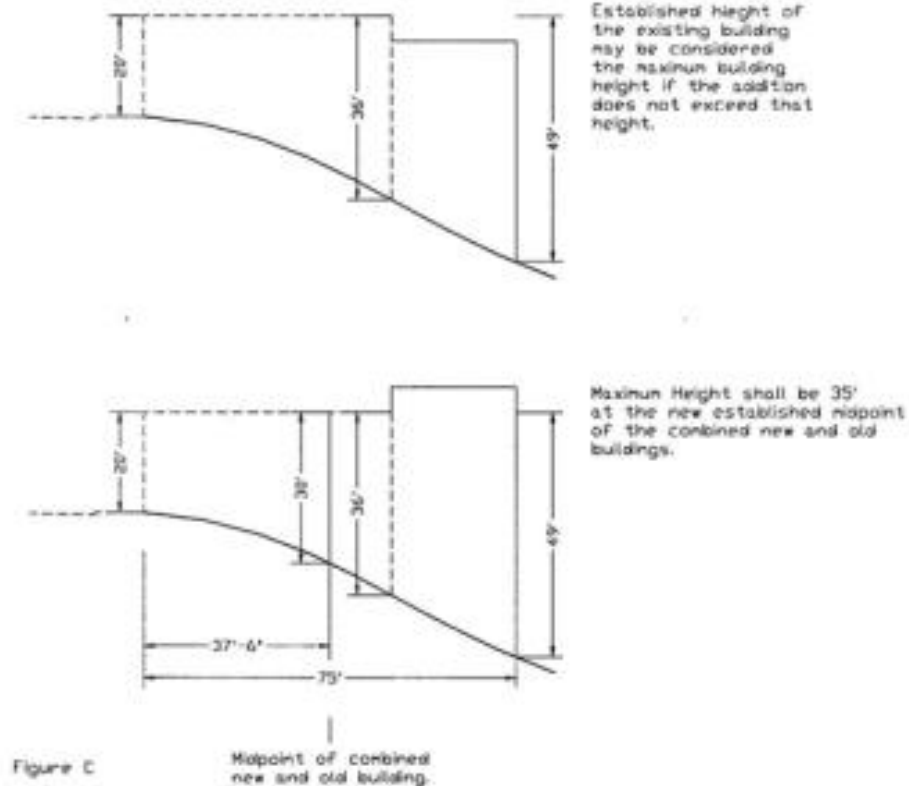 Established hieght of
the existing building
may be considered
the maximum building
height if the addition
does not exceed that
height.
20'
36'
49'
Maximum Height shall be 35'
at the new established midpoint
of the combined new and old
buildings.
20'
30'
36'
49'
37'-6"
75'
Figure C
Midpoint of combined
new and old building.